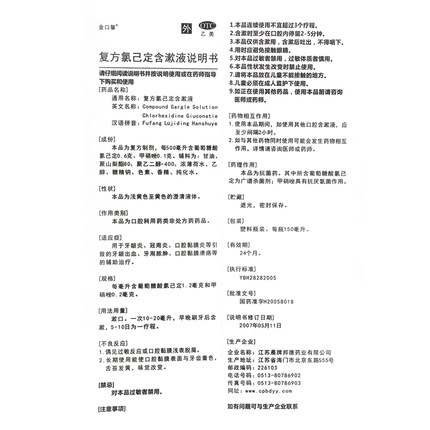 金口馨
外
OTC
乙类
复方氯己定含漱液说明书
请仔细阅读说明书并按说明使用或在药师指导
下购买和使用
[药品名称]
通用名称：复方氯己定含漱液
英文名称：Compound Gargle Solution
Chlorhexidine Gluconatie
汉语拼音：Fufang Lüjiding Hanshuye
[成份]
本品为复方制剂，每500毫升含葡萄糖酸氯
己定0.6克，甲硝唑0.1克。辅料为：甘油、
聚山梨酯80、聚乙二醇-400、浓薄荷水、乙
醇、糖精钠、色素、香精、纯化水。
[性状]
本品为浅黄色至黄色的澄清液体。
[作用类别]
本品为口腔科用药类非处方药药品。
[适应症]
用于牙龈炎、冠周炎、口腔黏膜炎等引
致的牙龈出血、牙周脓肿、口腔黏膜溃疡等
的辅助治疗。
[规格]
每毫升含葡萄糖酸氯己定1.2毫克和甲
硝唑0.2毫克。
[用法用量]
漱口。一次10-20毫升，早晚刷牙后含
漱，5-10日为一疗程。
[不良反应]
1.偶见过敏反应或口腔黏膜浅表脱屑。
2.长期使用能使口腔黏膜表面与牙齿着色，
舌苔发黄，味觉改变。
[禁忌]
对本品过敏者禁用。
[注意事项]
1.本品连续使用不宜超过3个疗程。
2.含漱时至少在口腔内停留2-5分钟。
3.本品仅供含漱用，含漱后吐出，不得咽下。
4.用时应避免接触眼睛。
5.对本品过敏者禁用，过敏体质者慎用。
6.本品性状发生改变时禁止使用。
7.请将本品放在儿童不能接触的地方。
8.儿童必须在成人监护下使用。
9.如正在使用其他药品，使用本品前请咨询
医师或药师。
[药物相互作用]
1.使用本品期间，如使用其他口腔含漱液，应
至少间隔2小时。
2.如与其他药物同时使用可能会发生药物相互
作用，详情请咨询医师或药师。
[药理作用]
本品为抗菌药，其中所含葡萄糖酸氯己定
为广谱杀菌剂；甲硝唑具有抗厌氧菌作用。
[贮藏]
遮光，密封保存。
[包装]
塑料瓶装，每瓶150毫升。
[有效期]
24个月。
[执行标准]
YBH28282005
[批准文号]
国药准字H20058018
[说明书修订日期]
2007年05月11日
[生产企业]
企业名称：江苏晨牌邦德药业有限公司
生产地址：江苏省海门市北京东路555号
邮政编码：226103
电话号码：0513-80786902
传真号码：0513-80786903
网址：www.cpbdyy.com
如有问题可与生产企业联系